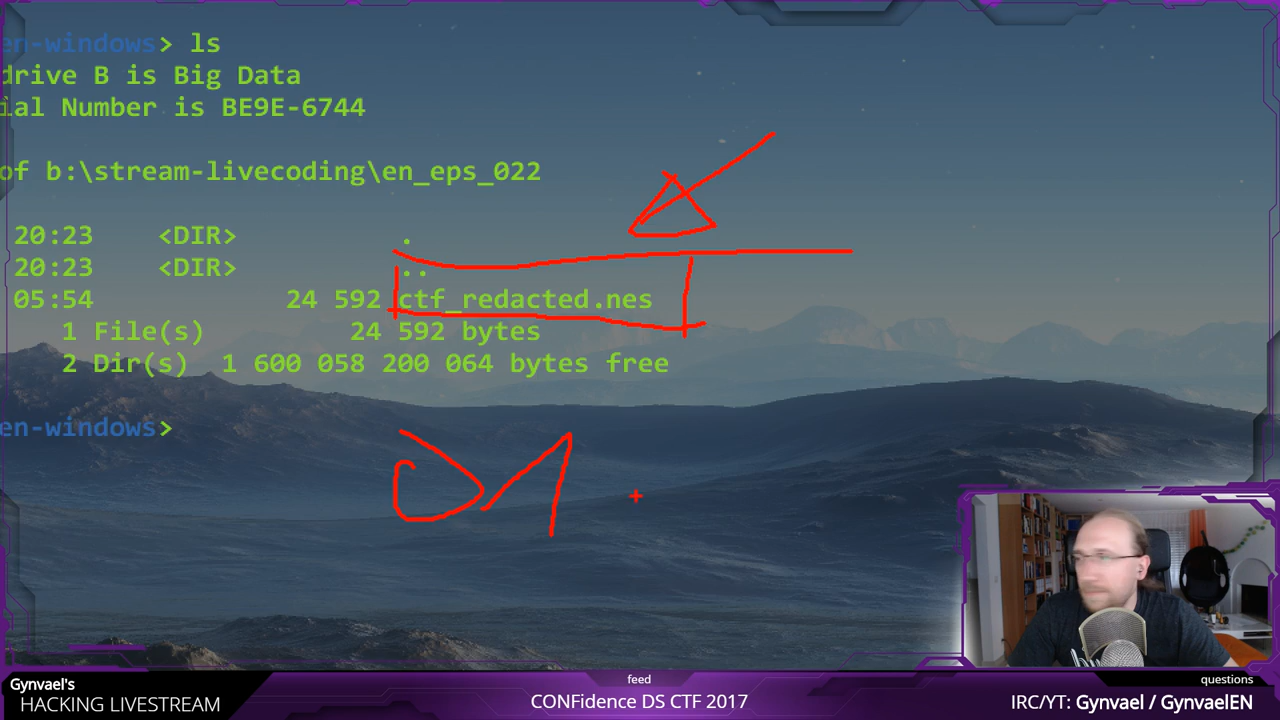 en-windows> ls
drive B is Big Data
ial Number is BE9E-6744
of b:\stream-livecoding\en_eps_022
20:23 <DIR> .
20:23 <DIR> ..
05:54 24 592 ctf_redacted.nes
1 File(s) 24 592 bytes
2 Dir(s) 1 600 058 200 064 bytes free
en-windows>
Gynvael's
HACKING LIVESTREAM
feed
CONFidence DS CTF 2017
questions
IRC/YT: Gynvael / GynvaelEN